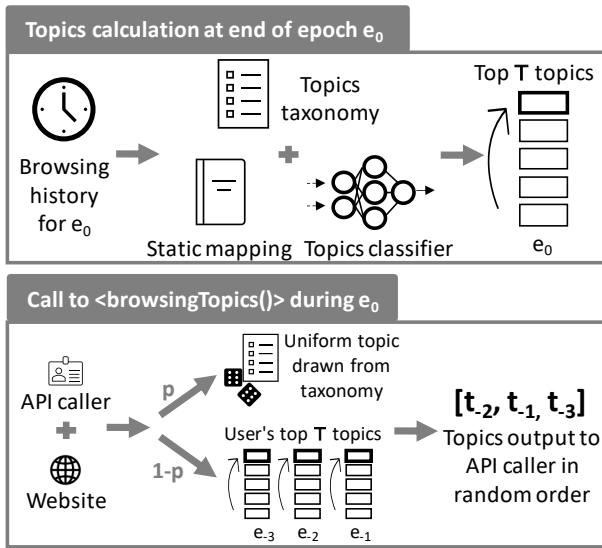 Topics calculation at end of epoch e₀
Browsing
history
for e₀
Topics
taxonomy
Static mapping
Topics classifier
Top T topics
e₀
Call to <browsingTopics()> during e₀
API caller
Website
p
1-p
Uniform topic
drawn from
taxonomy
User's top T topics
e₋₃
e₋₂
e₋₁
[t₋₂, t₋₁, t₋₃]
Topics output to
API caller in
random order